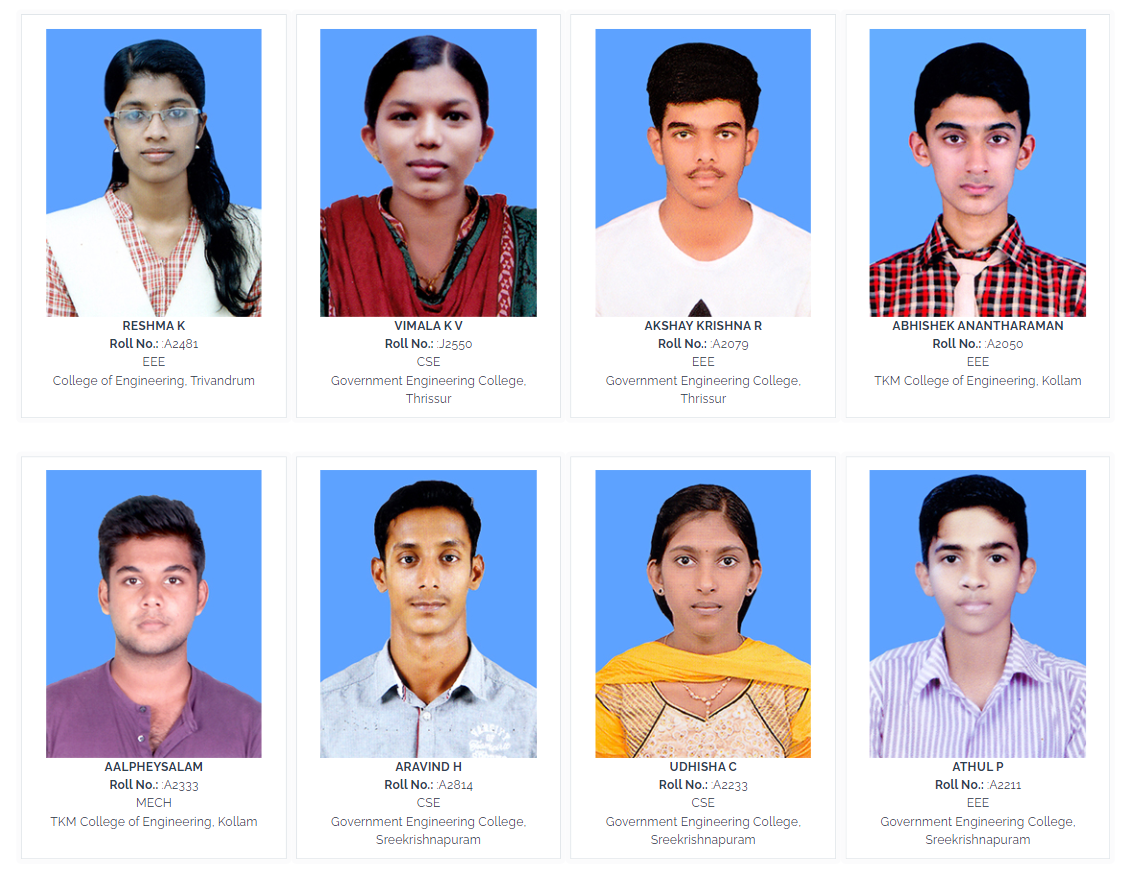 RESHMA K
Roll No.: :A2481
EEE
College of Engineering, Trivandrum
VIMALA K V
Roll No.: :J2550
CSE
Government Engineering College,
Thrissur
AKSHAY KRISHNA R
Roll No.: :A2079
EEE
Government Engineering College,
Thrissur
ABHISHEK ANANTHARAMAN
Roll No.: :A2050
EEE
TKM College of Engineering, Kollam
AALPHEYSALAM
Roll No.: :A2333
MECH
TKM College of Engineering, Kollam
ARAVIND H
Roll No.: :A2814
CSE
Government Engineering College,
Sreekrishnapuram
UDHISHA C
Roll No.: :A2233
CSE
Government Engineering College,
Sreekrishnapuram
ATHUL P
Roll No.: :A2211
EEE
Government Engineering College,
Sreekrishnapuram